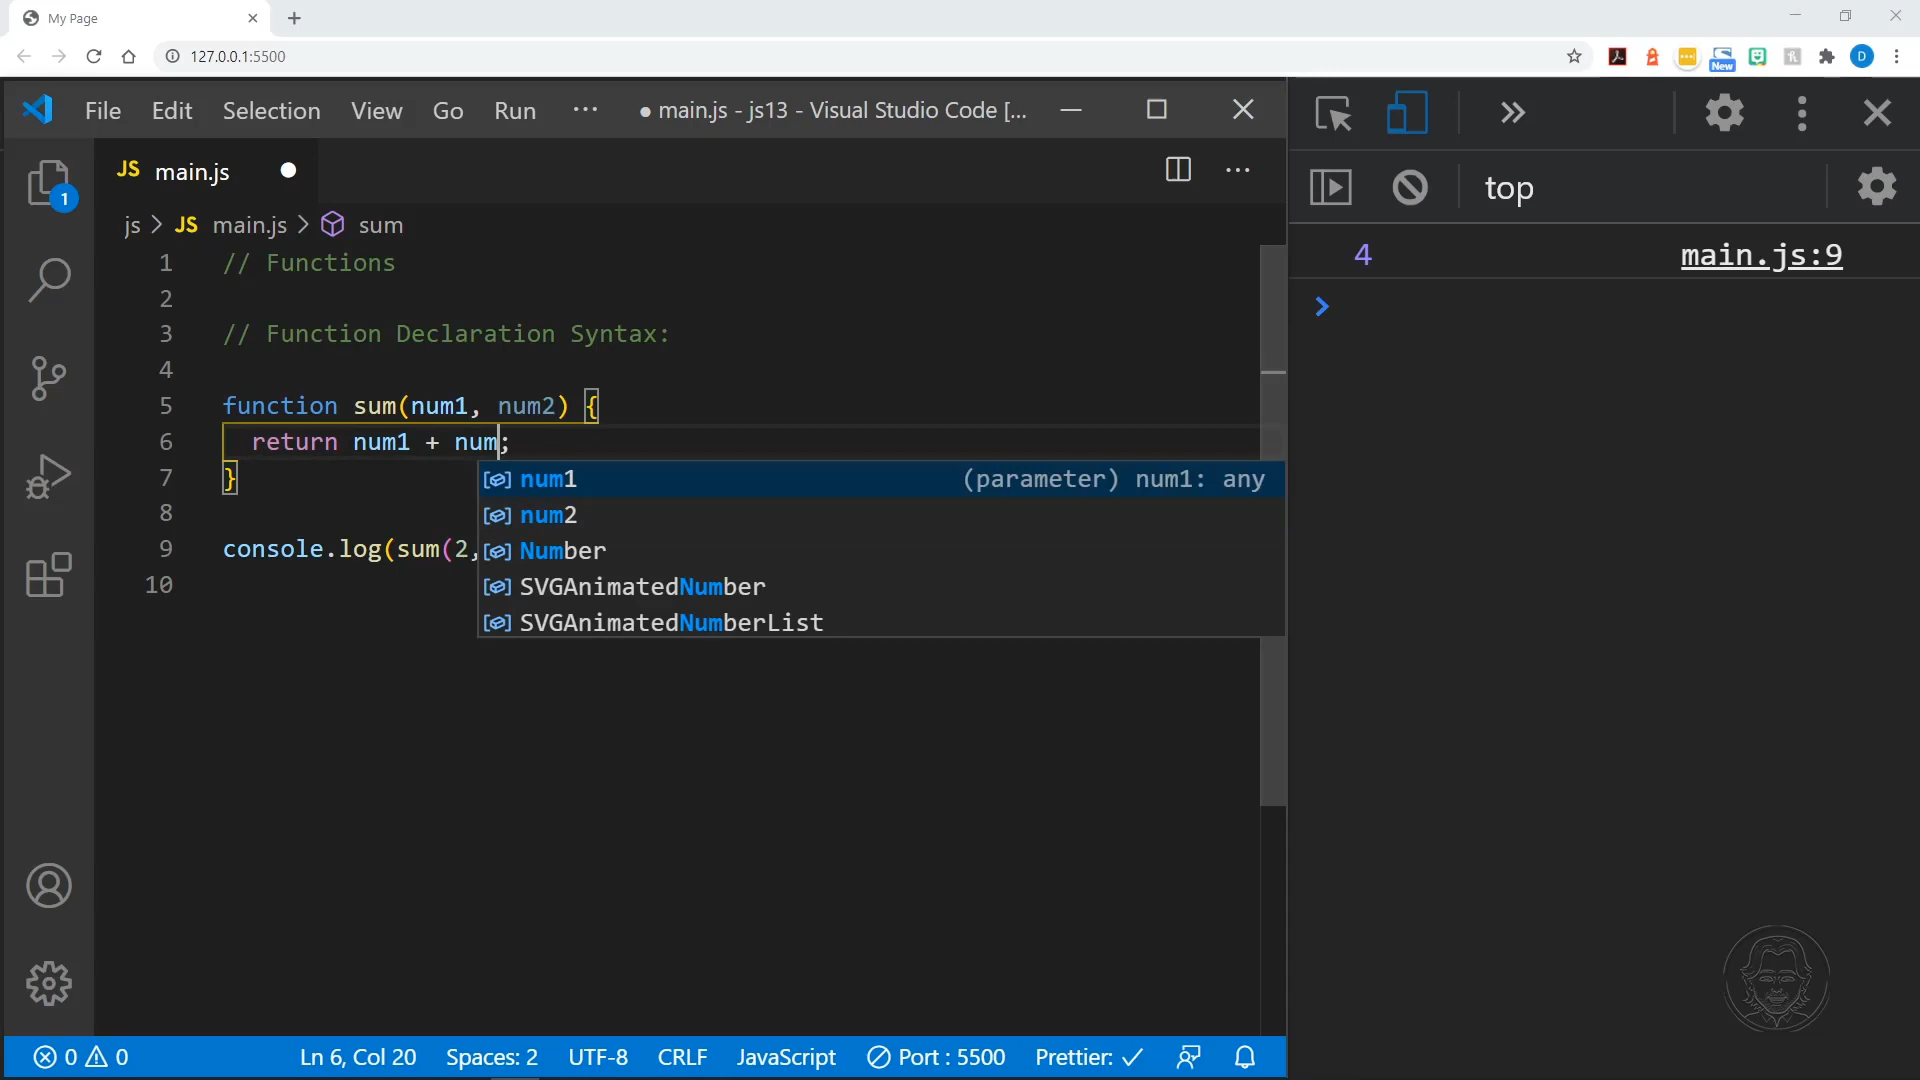 My Page
127.0.0.1:5500
New
D
File Edit Selection View Go Run ··· ● main.js - js13 - Visual Studio Code [...
JS main.js
1
js > JS main.js > sum
1 // Functions
2
3 // Function Declaration Syntax:
4
5 function sum(num1, num2) {
6 return num1 + num;
7 }
8
9 console.log(sum(2,
10
num1 (parameter) num1: any
num2
Number
SVGAnimatedNumber
SVGAnimatedNumberList
0 0 Ln 6, Col 20 Spaces: 2 UTF-8 CRLF JavaScript Port : 5500 Prettier: ✓
top
4 main.js:9